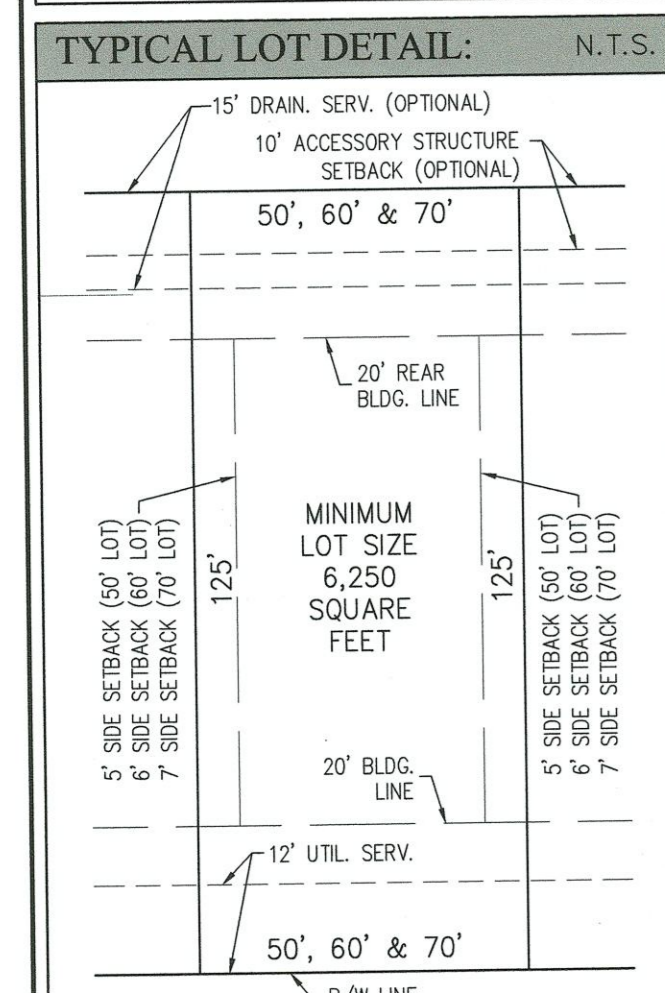 TYPICAL LOT DETAIL: N.T.S.
15' DRAIN. SERV. (OPTIONAL)
10' ACCESSORY STRUCTURE
SETBACK (OPTIONAL)
50', 60' & 70'
20' REAR
BLDG. LINE
5' SIDE SETBACK (50' LOT)
6' SIDE SETBACK (60' LOT)
7' SIDE SETBACK (70' LOT)
125'
MINIMUM
LOT SIZE
6,250
SQUARE
FEET
125'
5' SIDE SETBACK (50' LOT)
6' SIDE SETBACK (60' LOT)
7' SIDE SETBACK (70' LOT)
20' BLDG.
LINE
12' UTIL. SERV.
50', 60' & 70'
R/W LINE